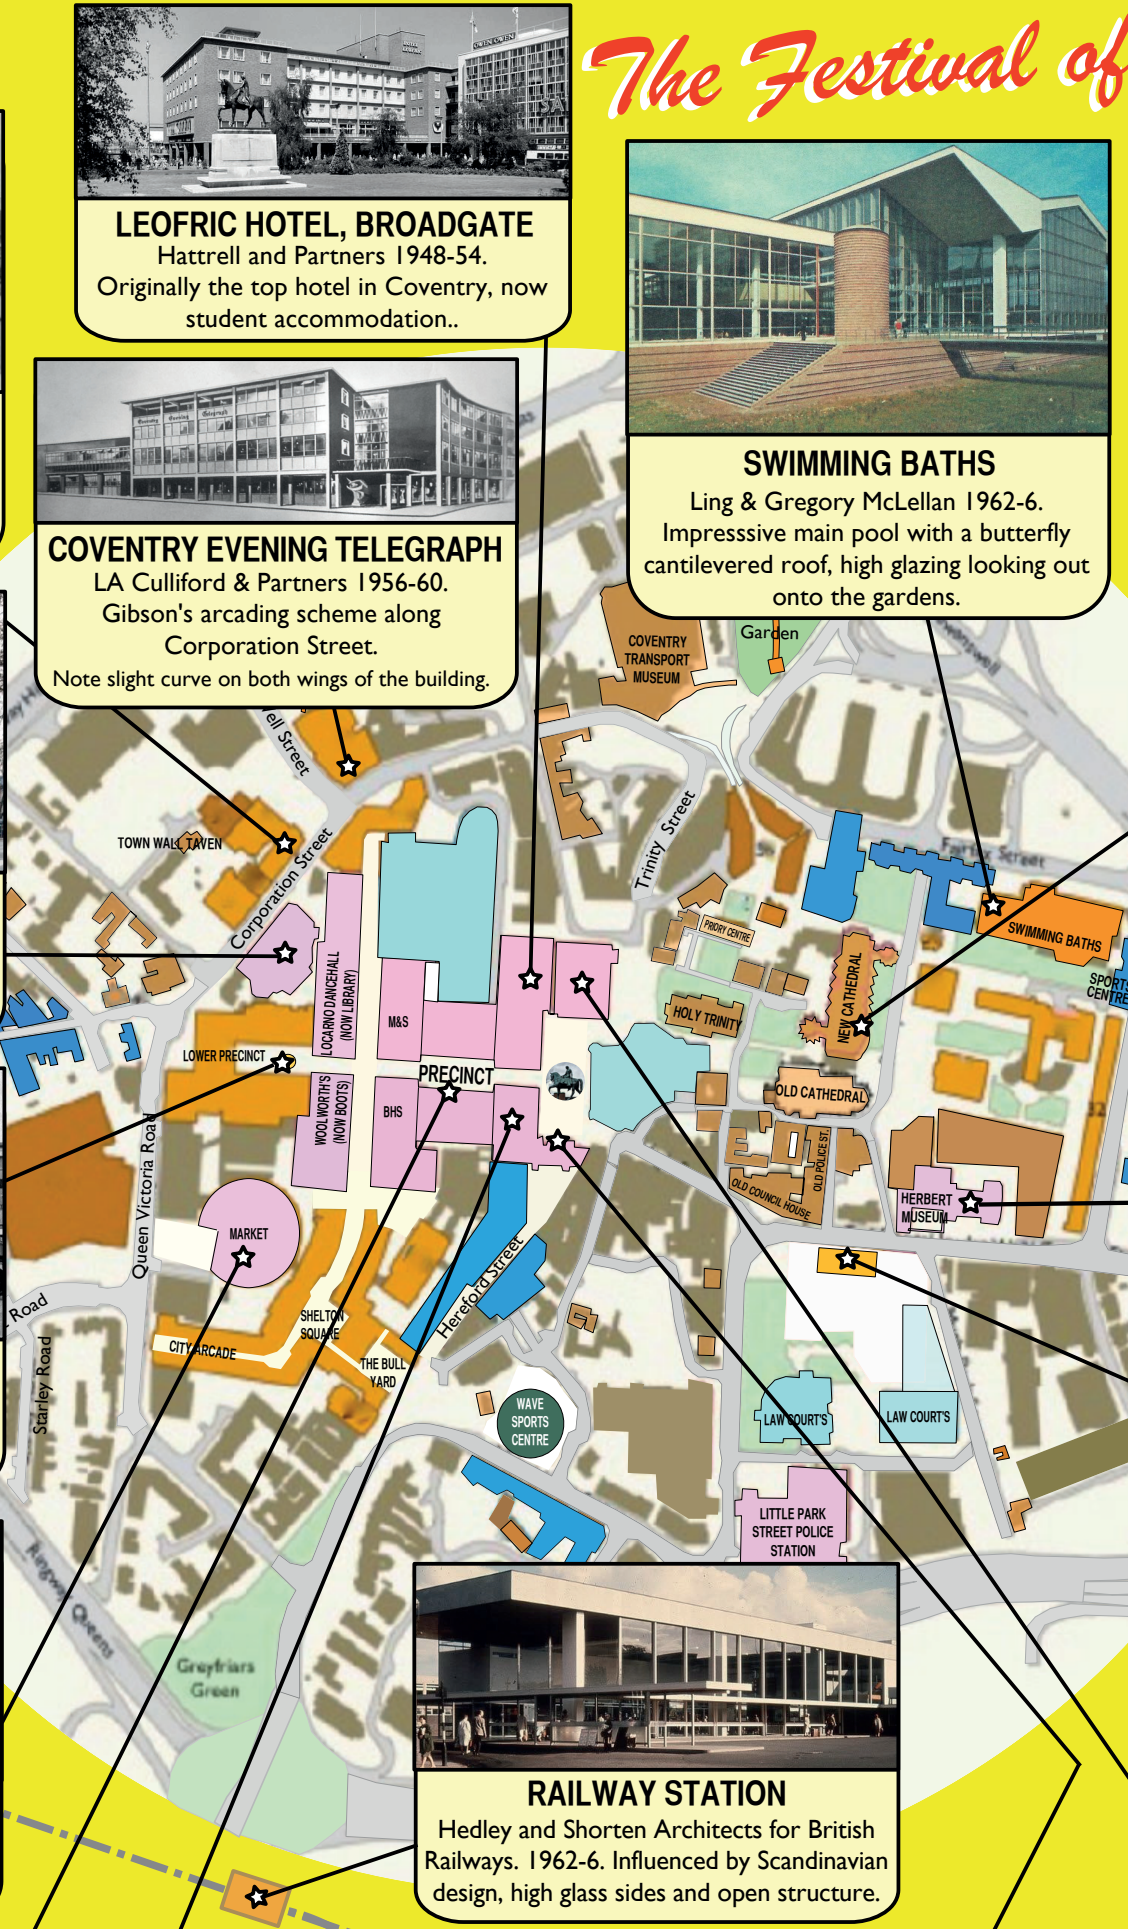 The Festival of
LEOFRIC HOTEL, BROADGATE
Hattrell and Partners 1948-54.
Originally the top hotel in Coventry, now
student accommodation..
COVENTRY EVENING TELEGRAPH
LA Culliford & Partners 1956-60.
Gibson's arcading scheme along
Corporation Street.
Note slight curve on both wings of the building.
SWIMMING BATHS
Ling & Gregory McLellan 1962-6.
Impresssive main pool with a butterfly
cantilevered roof, high glazing looking out
onto the gardens.
COVENTRY
TRANSPORT
MUSEUM
Garden
ell Street
TOWN WALL TAVEN
Corporation Street
Trinity Street
Fairfax Street
SWIMMING BATHS
SPORTS
CENTRE
PRIORY CENTRE
NEW CATHEDRAL
HOLY TRINITY
OLD CATHEDRAL
LOCARNO DANCEHALL
(NOW LIBRARY)
M&S
LOWER PRECINCT
PRECINCT
WOOLWORTH'S
(NOW BOOTS)
BHS
Queen Victoria Road
OLD POLICE ST.
OLD COUNCIL HOUSE
HERBERT
MUSEUM
MARKET
Hereford Street
SHELTON
SQUARE
CITY ARCADE
THE BULL
YARD
Road
Starley Road
WAVE
SPORTS
CENTRE
LAW COURT'S
LAW COURT'S
LITTLE PARK
STREET POLICE
STATION
Ringway Queens
Greyfriars
Green
RAILWAY STATION
Hedley and Shorten Architects for British
Railways. 1962-6. Influenced by Scandinavian
design, high glass sides and open structure.